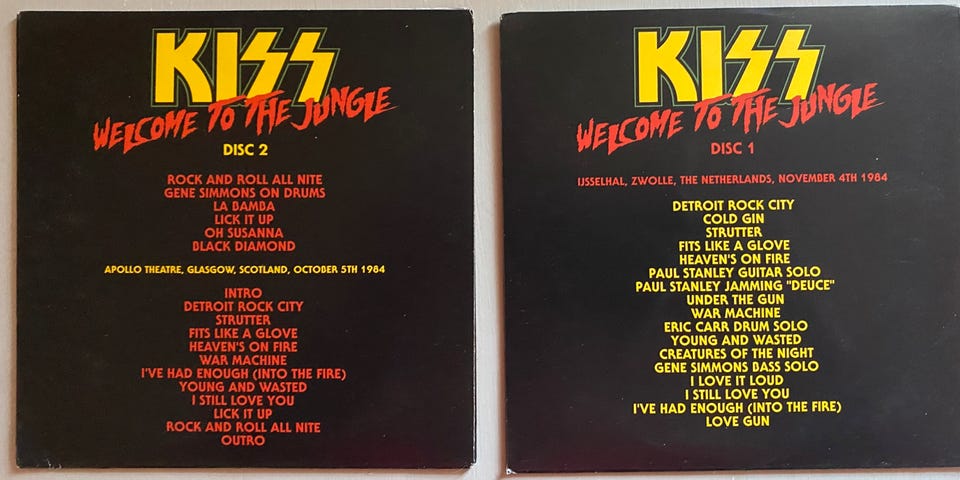 KISS
WELCOME TO THE JUNGLE
DISC 2
ROCK AND ROLL ALL NITE
GENE SIMMONS ON DRUMS
LA BAMBA
LICK IT UP
OH SUSANNA
BLACK DIAMOND
APOLLO THEATRE, GLASGOW, SCOTLAND, OCTOBER 5TH 1984
INTRO
DETROIT ROCK CITY
STRUTTER
FITS LIKE A GLOVE
HEAVEN'S ON FIRE
WAR MACHINE
I'VE HAD ENOUGH (INTO THE FIRE)
YOUNG AND WASTED
I STILL LOVE YOU
LICK IT UP
ROCK AND ROLL ALL NITE
OUTRO
KISS
WELCOME TO THE JUNGLE
DISC 1
IJSSELHAL, ZWOLLE, THE NETHERLANDS, NOVEMBER 4TH 1984
DETROIT ROCK CITY
COLD GIN
STRUTTER
FITS LIKE A GLOVE
HEAVEN'S ON FIRE
PAUL STANLEY GUITAR SOLO
PAUL STANLEY JAMMING "DEUCE"
UNDER THE GUN
WAR MACHINE
ERIC CARR DRUM SOLO
YOUNG AND WASTED
CREATURES OF THE NIGHT
GENE SIMMONS BASS SOLO
I LOVE IT LOUD
I STILL LOVE YOU
I'VE HAD ENOUGH (INTO THE FIRE)
LOVE GUN